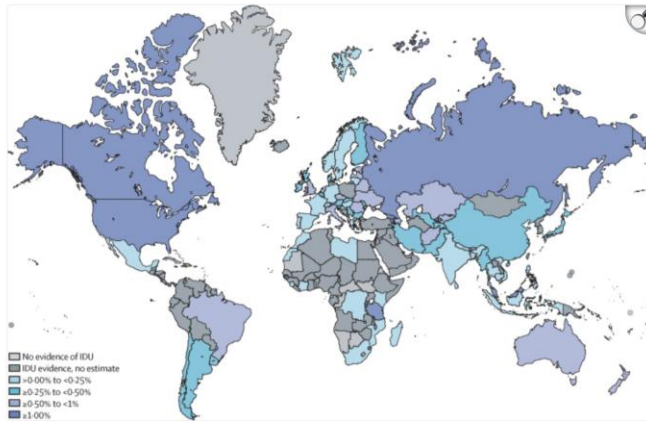 No evidence of IDU
IDU evidence, no estimate
>0·00% to <0·25%
≥0·25% to <0·50%
≥0·50% to <1%
≥1·00%